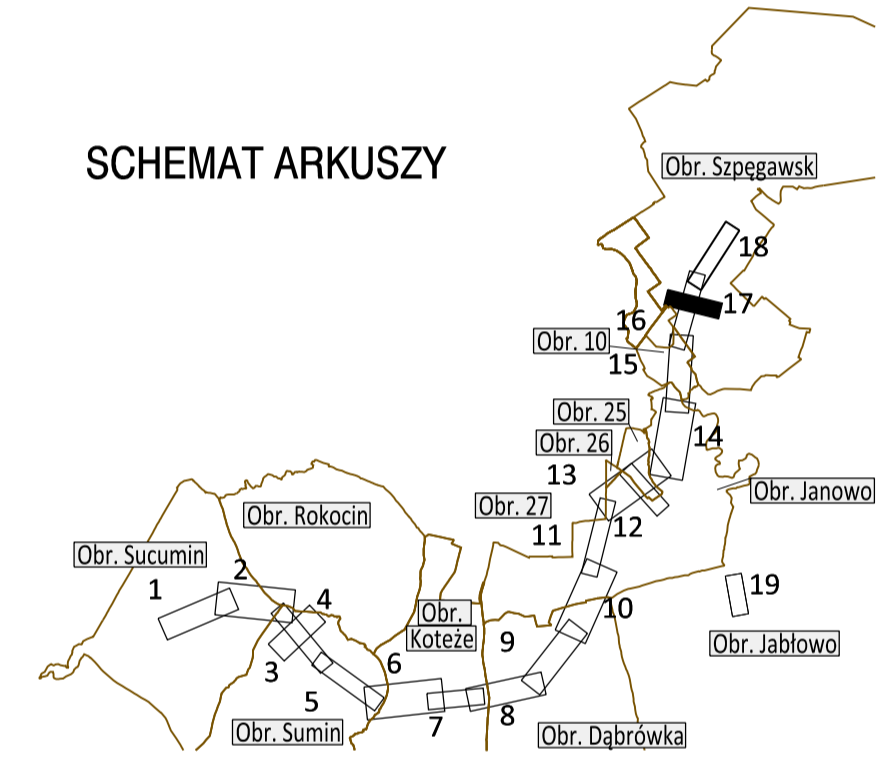 SCHEMAT ARKUSZY
Obr. Szpęgawsk
18
17
16
Obr. 10
15
Obr. 25
14
Obr. 26
13
Obr. Janowo
Obr. 27
Obr. Rokocin
12
11
Obr. Sucumin
2
1
19
4
10
Obr.
Koteże
9
Obr. Jabłowo
6
3
5
8
7
Obr. Sumin
Obr. Dąbrówka